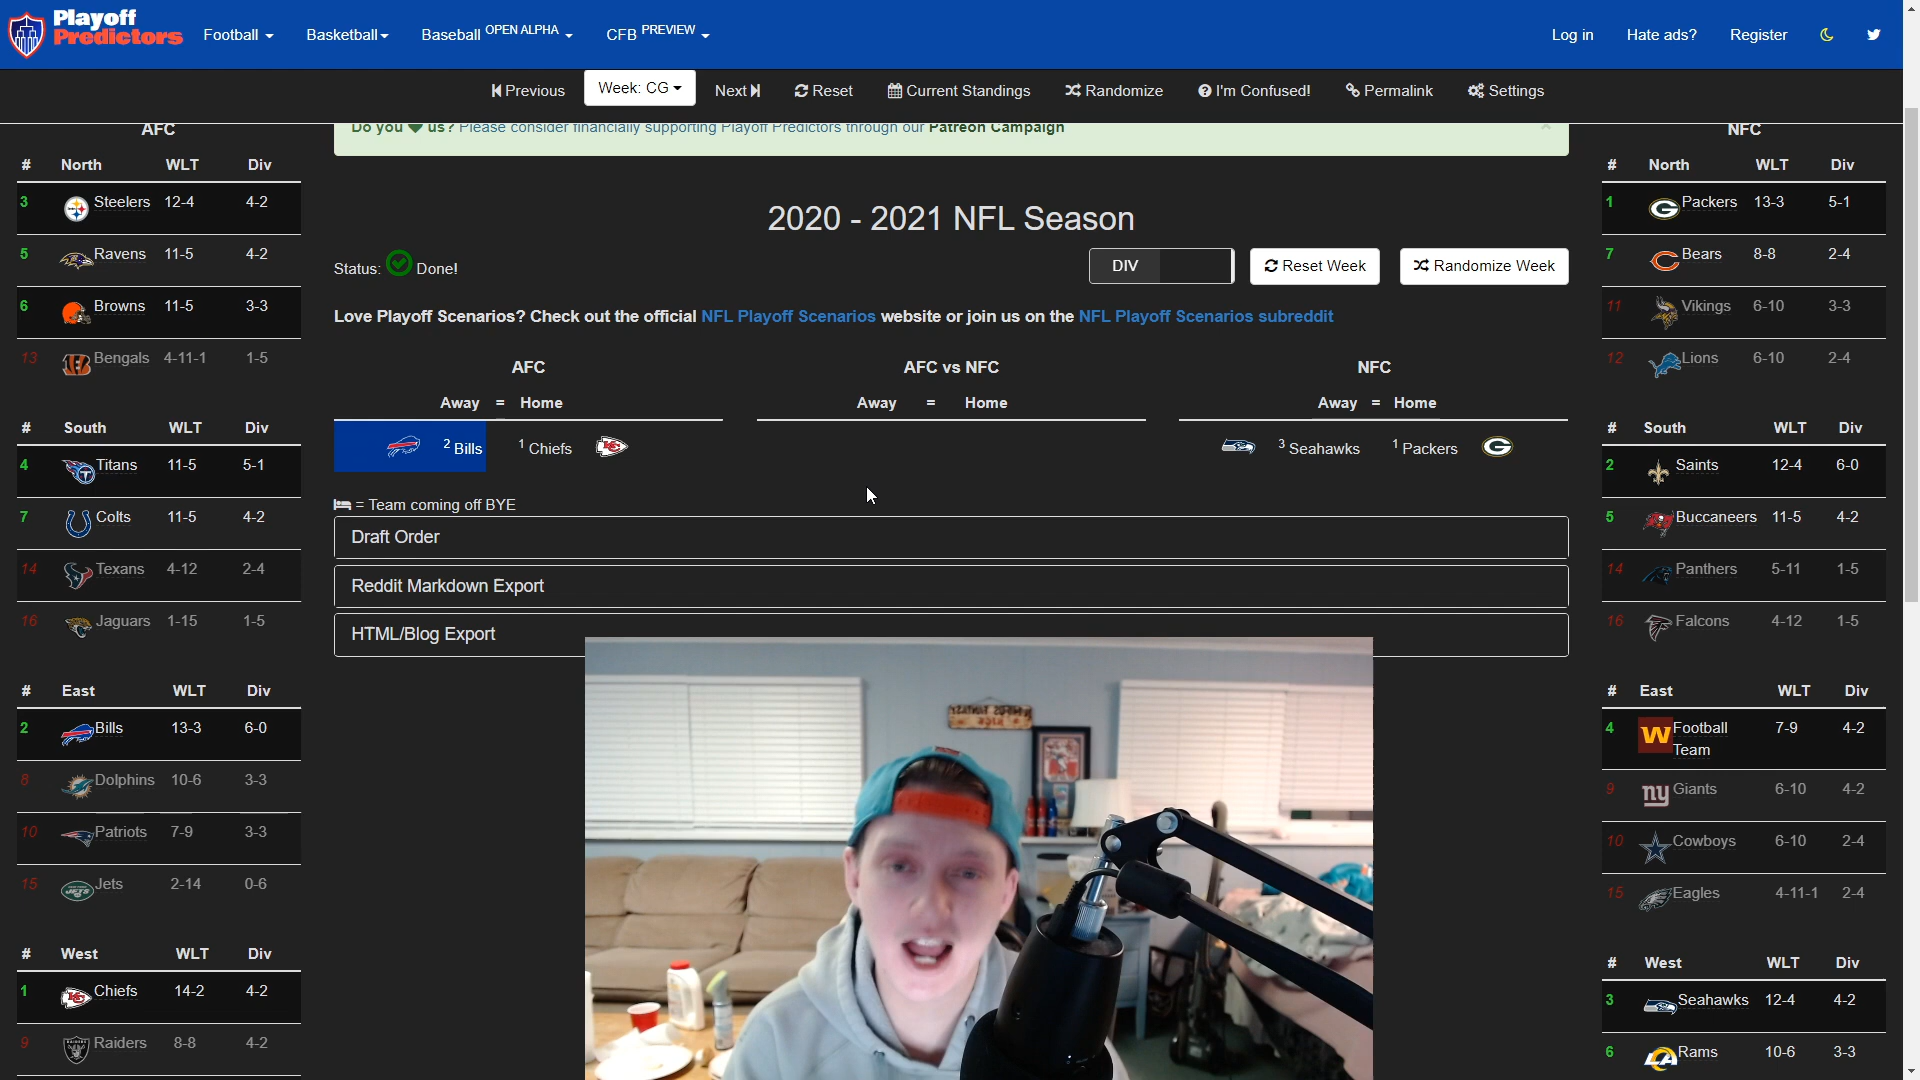 Playoff Predictors
Football
Basketball
Baseball OPEN ALPHA
CFB PREVIEW
Log in
Hate ads?
Register
Previous
Week: CG
Next
Reset
Current Standings
Randomize
I'm Confused!
Permalink
Settings
Do you us? Please consider financially supporting Playoff Predictors through our Patreon Campaign
AFC
# North WLT Div
3 Steelers 12-4 4-2
5 Ravens 11-5 4-2
6 Browns 11-5 3-3
13 Bengals 4-11-1 1-5
# South WLT Div
4 Titans 11-5 5-1
7 Colts 11-5 4-2
14 Texans 4-12 2-4
16 Jaguars 1-15 1-5
# East WLT Div
2 Bills 13-3 6-0
8 Dolphins 10-6 3-3
10 Patriots 7-9 3-3
15 Jets 2-14 0-6
# West WLT Div
1 Chiefs 14-2 4-2
9 Raiders 8-8 4-2
2020 - 2021 NFL Season
Status: Done!
DIV
Reset Week
Randomize Week
Love Playoff Scenarios? Check out the official NFL Playoff Scenarios website or join us on the NFL Playoff Scenarios subreddit
AFC
Away = Home
2 Bills 1 Chiefs
AFC vs NFC
Away = Home
NFC
Away = Home
3 Seahawks 1 Packers
= Team coming off BYE
Draft Order
Reddit Markdown Export
HTML/Blog Export
NFC
# North WLT Div
1 Packers 13-3 5-1
7 Bears 8-8 2-4
11 Vikings 6-10 3-3
12 Lions 6-10 2-4
# South WLT Div
2 Saints 12-4 6-0
5 Buccaneers 11-5 4-2
14 Panthers 5-11 1-5
16 Falcons 4-12 1-5
# East WLT Div
4 W Football Team 7-9 4-2
9 ny Giants 6-10 4-2
10 Cowboys 6-10 2-4
15 Eagles 4-11-1 2-4
# West WLT Div
3 Seahawks 12-4 4-2
6 Rams 10-6 3-3